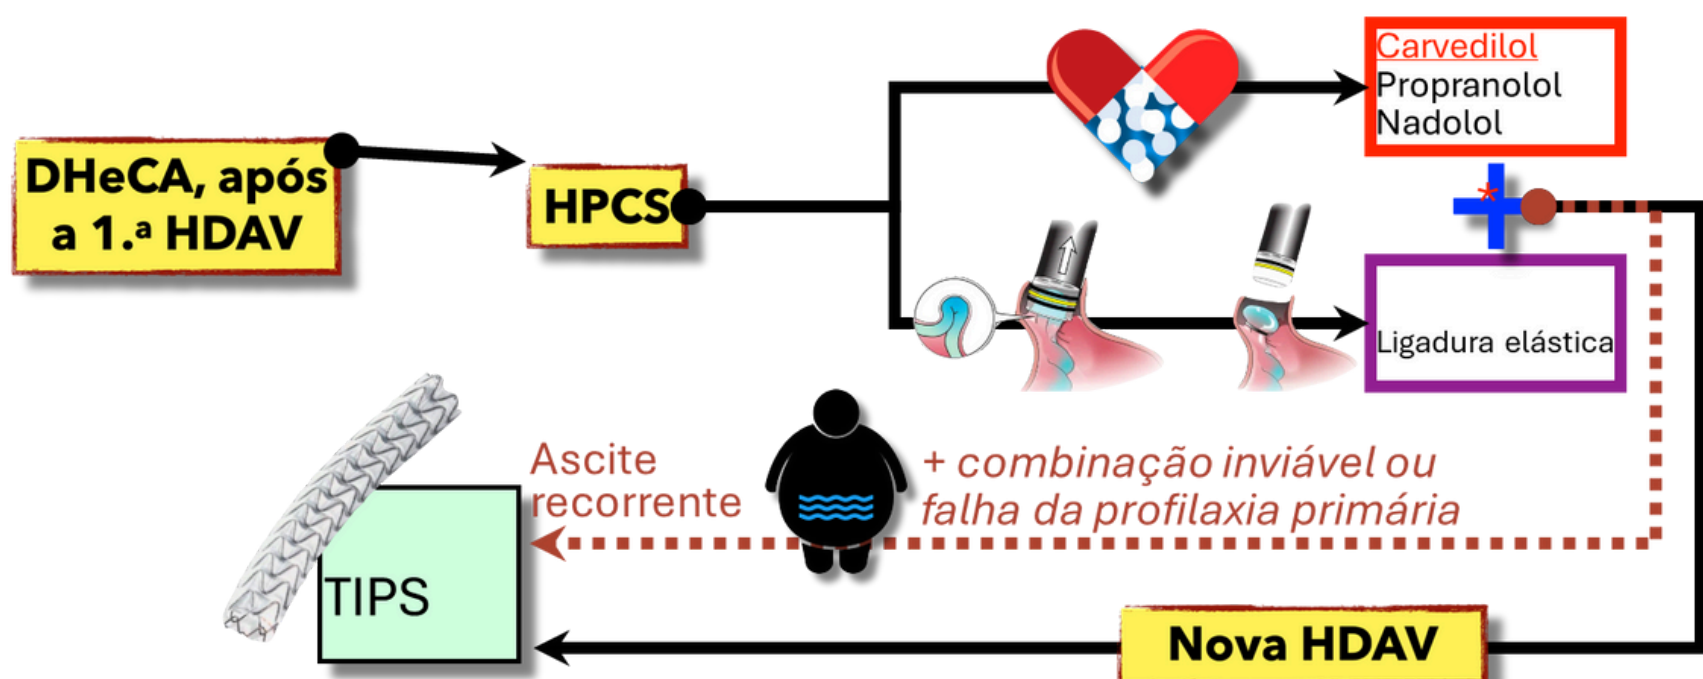 DHeCA, após
a 1.ª HDAV
HPCS
Carvedilol
Propranolol
Nadolol
*
Ligadura elástica
Ascite
recorrente
+ combinação inviável ou
falha da profilaxia primária
TIPS
Nova HDAV